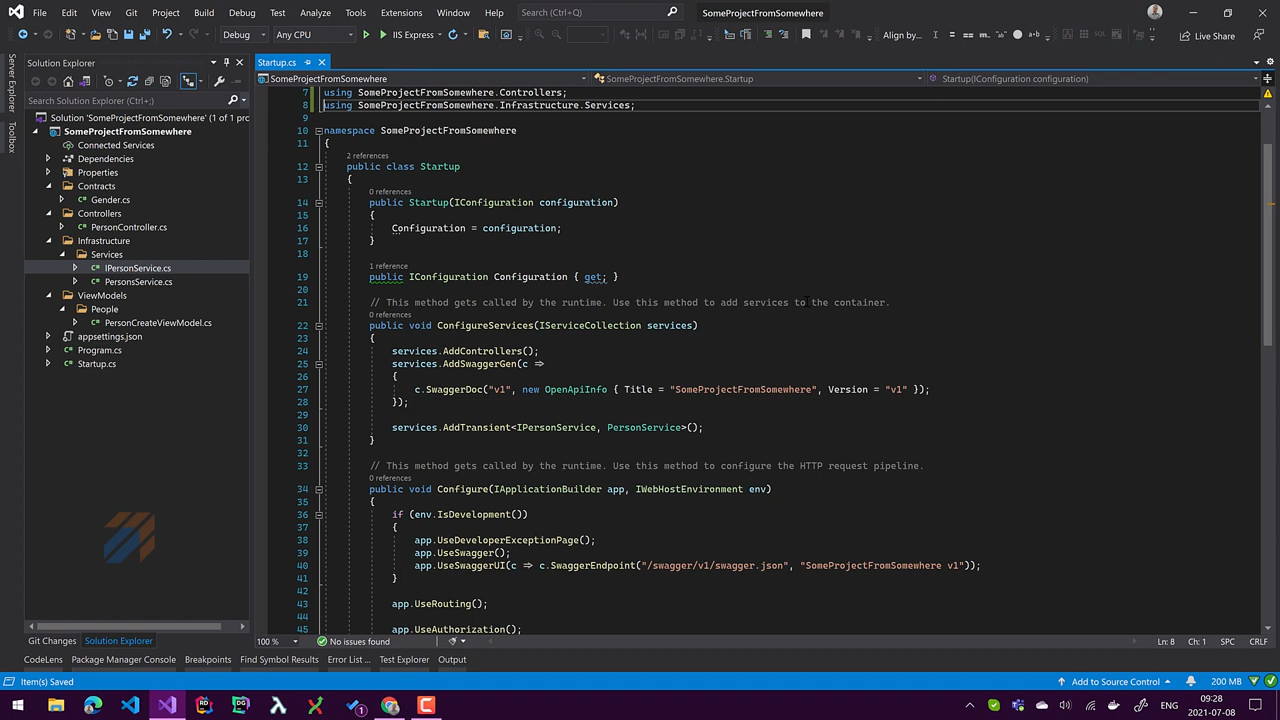 File Edit View Git Project Build Debug Test Analyze Tools Extensions Window Help Search (Ctrl+Q) SomeProjectFromSomewhere
Debug Any CPU IIS Express Align by... Live Share
Server Explorer
Toolbox
Solution Explorer
Search Solution Explorer (Ctrl+;)
Solution 'SomeProjectFromSomewhere' (1 of 1 pro
SomeProjectFromSomewhere
Connected Services
Dependencies
Properties
Contracts
Gender.cs
Controllers
PersonController.cs
Infrastructure
Services
IPersonService.cs
PersonsService.cs
ViewModels
People
PersonCreateViewModel.cs
appsettings.json
Program.cs
Startup.cs
Git Changes Solution Explorer
Startup.cs
SomeProjectFromSomewhere SomeProjectFromSomewhere.Startup Startup(IConfiguration configuration)
7 using SomeProjectFromSomewhere.Controllers;
8 using SomeProjectFromSomewhere.Infrastructure.Services;
9
10 namespace SomeProjectFromSomewhere
11 {
2 references
12 public class Startup
13 {
0 references
14 public Startup(IConfiguration configuration)
15 {
16 Configuration = configuration;
17 }
18
1 reference
19 public IConfiguration Configuration { get; }
20
21 // This method gets called by the runtime. Use this method to add services to the container.
0 references
22 public void ConfigureServices(IServiceCollection services)
23 {
24 services.AddControllers();
25 services.AddSwaggerGen(c =>
26 {
27 c.SwaggerDoc("v1", new OpenApiInfo { Title = "SomeProjectFromSomewhere", Version = "v1" });
28 });
29
30 services.AddTransient<IPersonService, PersonService>();
31 }
32
33 // This method gets called by the runtime. Use this method to configure the HTTP request pipeline.
0 references
34 public void Configure(IApplicationBuilder app, IWebHostEnvironment env)
35 {
36 if (env.IsDevelopment())
37 {
38 app.UseDeveloperExceptionPage();
39 app.UseSwagger();
40 app.UseSwaggerUI(c => c.SwaggerEndpoint("/swagger/v1/swagger.json", "SomeProjectFromSomewhere v1"));
41 }
42
43 app.UseRouting();
44
45 app.UseAuthorization();
100 % No issues found Ln: 8 Ch: 1 SPC CRLF
CodeLens Package Manager Console Breakpoints Find Symbol Results Error List ... Test Explorer Output
Item(s) Saved Add to Source Control 200 MB
ENG 09:28
2021-07-08